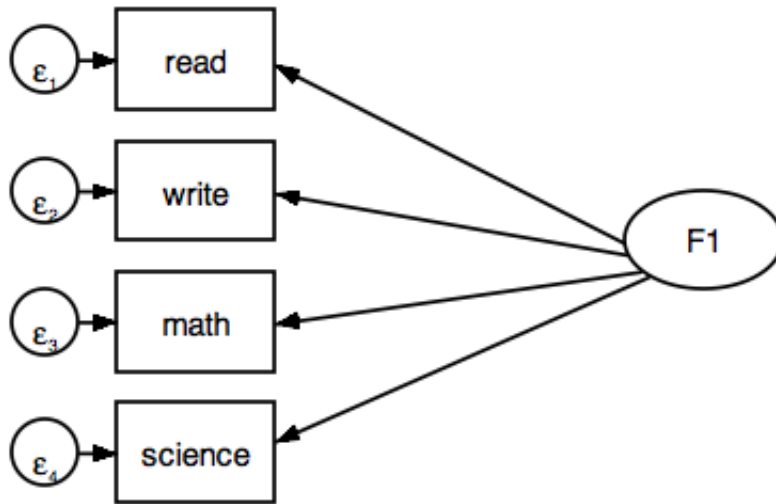 ε₁ read
ε₂ write
F1
ε₃ math
ε₄ science